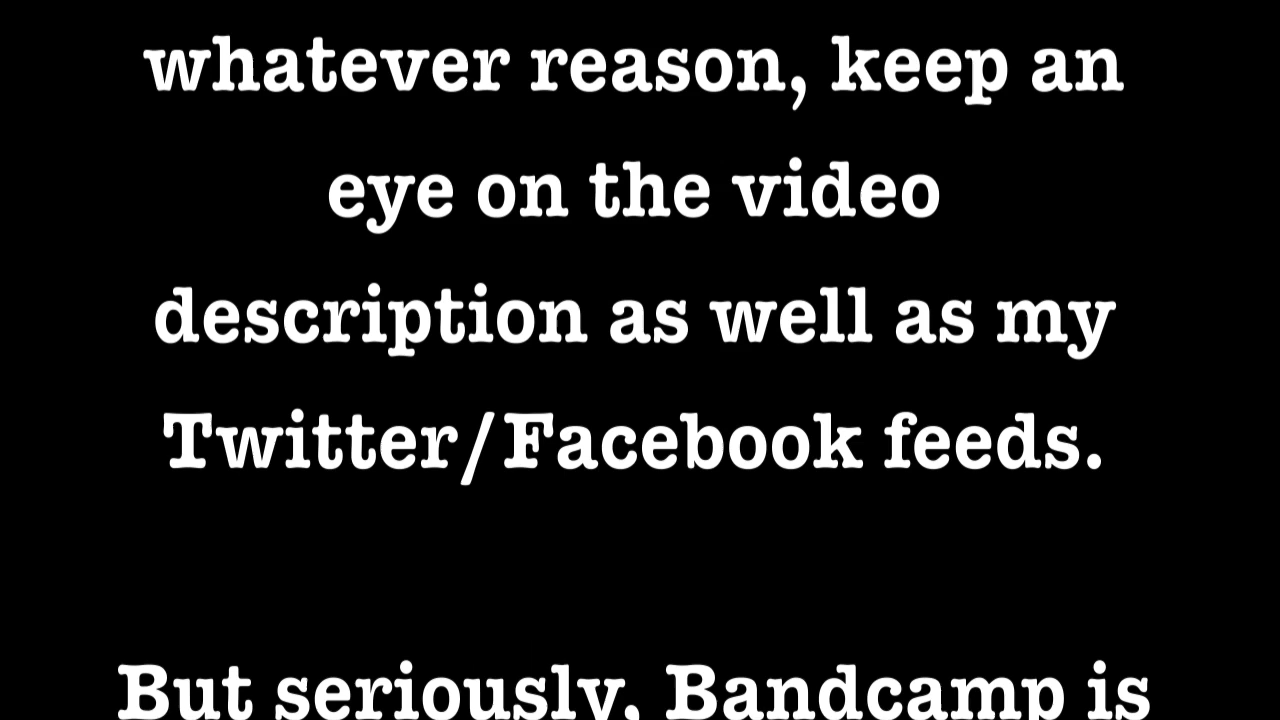 whatever reason, keep an
eye on the video
description as well as my
Twitter/Facebook feeds.
But seriously, Bandcamp is